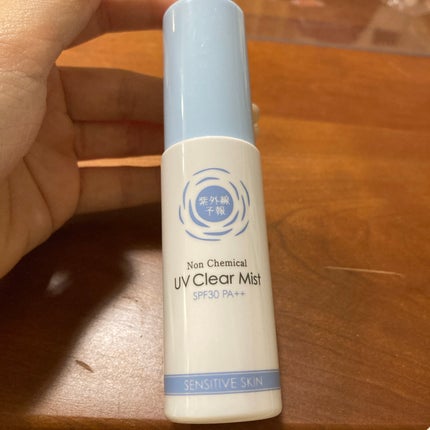 紫外線
予報
Non Chemical
UV Clear Mist
SPF30 PA++
SENSITIVE SKIN